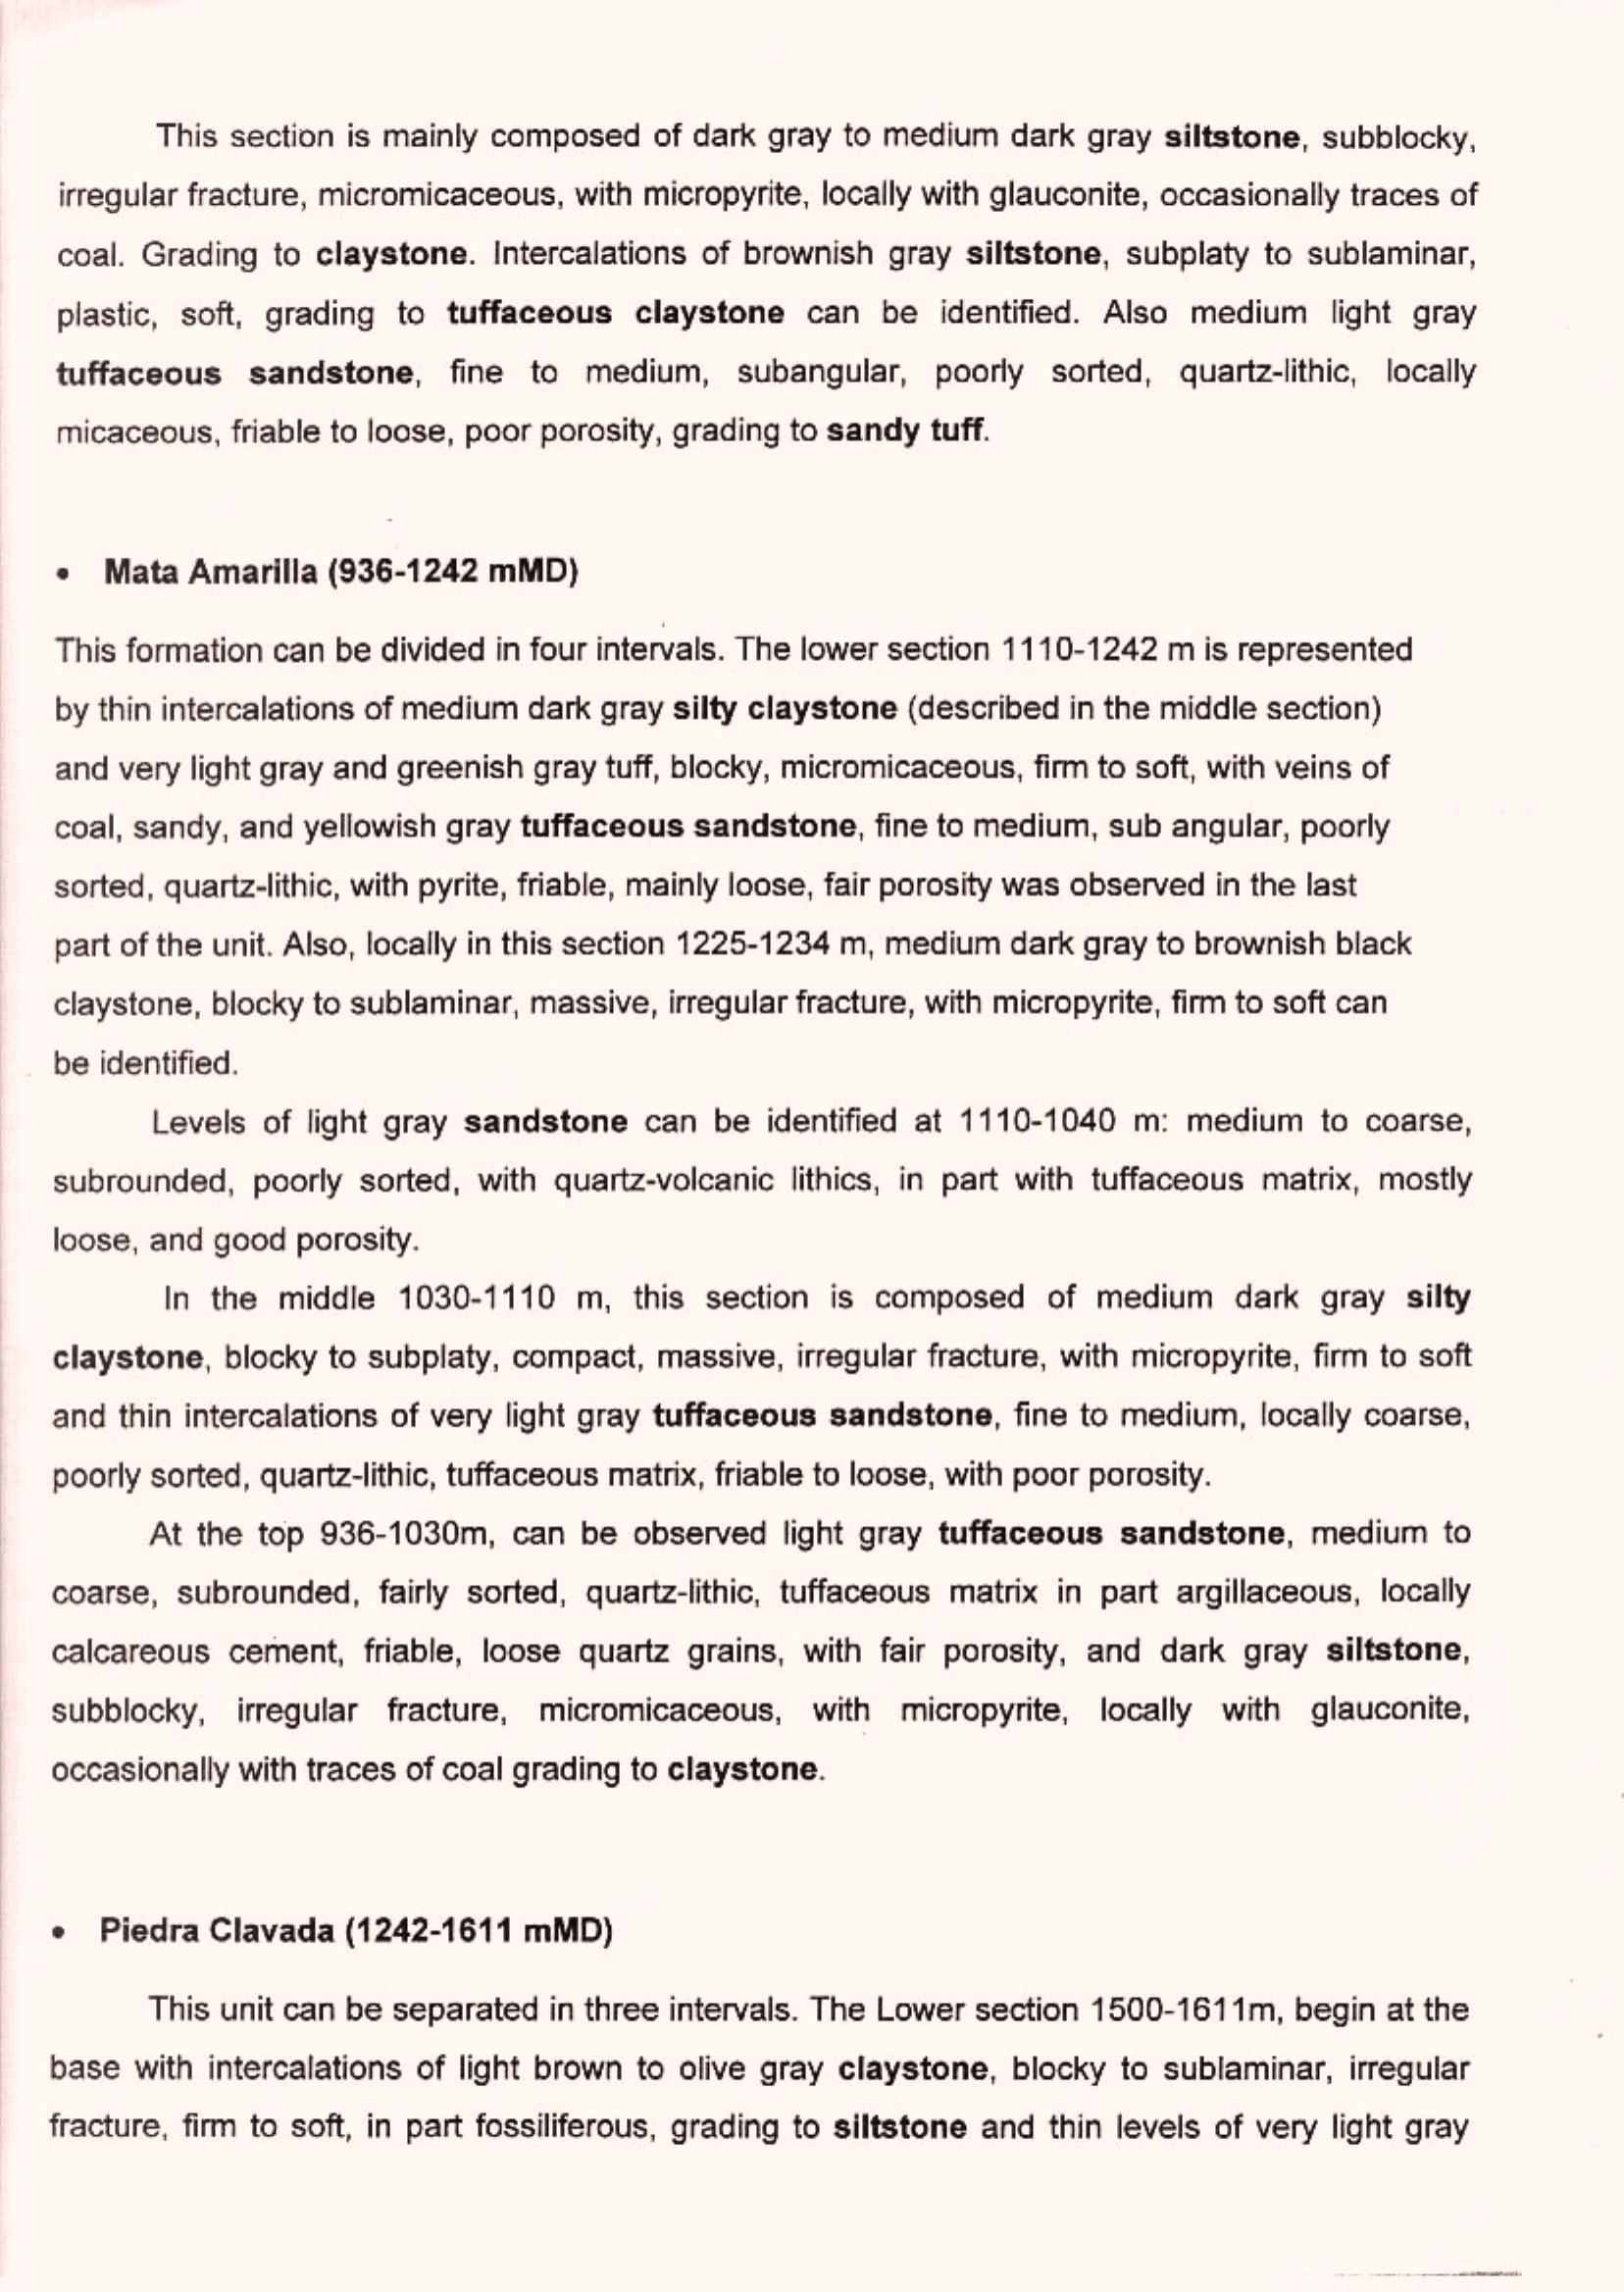 This section is mainly composed of dark gray to medium dark gray siltstone, subblocky,
irregular fracture, micromicaceous, with micropyrite, locally with glauconite, occasionally traces of
coal. Grading to claystone. Intercalations of brownish gray siltstone, subplaty to sublaminar,
plastic, soft, grading to tuffaceous claystone can be identified. Also medium light gray
tuffaceous sandstone, fine to medium, subangular, poorly sorted, quartz-lithic, locally
micaceous, friable to loose, poor porosity, grading to sandy tuff.
• Mata Amarilla (936-1242 mMD)
This formation can be divided in four intervals. The lower section 1110-1242 m is represented
by thin intercalations of medium dark gray silty claystone (described in the middle section)
and very light gray and greenish gray tuff, blocky, micromicaceous, firm to soft, with veins of
coal, sandy, and yellowish gray tuffaceous sandstone, fine to medium, sub angular, poorly
sorted, quartz-lithic, with pyrite, friable, mainly loose, fair porosity was observed in the last
part of the unit. Also, locally in this section 1225-1234 m, medium dark gray to brownish black
claystone, blocky to sublaminar, massive, irregular fracture, with micropyrite, firm to soft can
be identified.
Levels of light gray sandstone can be identified at 1110-1040 m: medium to coarse,
subrounded, poorly sorted, with quartz-volcanic lithics, in part with tuffaceous matrix, mostly
loose, and good porosity.
In the middle 1030-1110 m, this section is composed of medium dark gray silty
claystone, blocky to subplaty, compact, massive, irregular fracture, with micropyrite, firm to soft
and thin intercalations of very light gray tuffaceous sandstone, fine to medium, locally coarse,
poorly sorted, quartz-lithic, tuffaceous matrix, friable to loose, with poor porosity.
At the top 936-1030m, can be observed light gray tuffaceous sandstone, medium to
coarse, subrounded, fairly sorted, quartz-lithic, tuffaceous matrix in part argillaceous, locally
calcareous cement, friable, loose quartz grains, with fair porosity, and dark gray siltstone,
subblocky, irregular fracture, micromicaceous, with micropyrite, locally with glauconite,
occasionally with traces of coal grading to claystone.
• Piedra Clavada (1242-1611 mMD)
This unit can be separated in three intervals. The Lower section 1500-1611m, begin at the
base with intercalations of light brown to olive gray claystone, blocky to sublaminar, irregular
fracture, firm to soft, in part fossiliferous, grading to siltstone and thin levels of very light gray